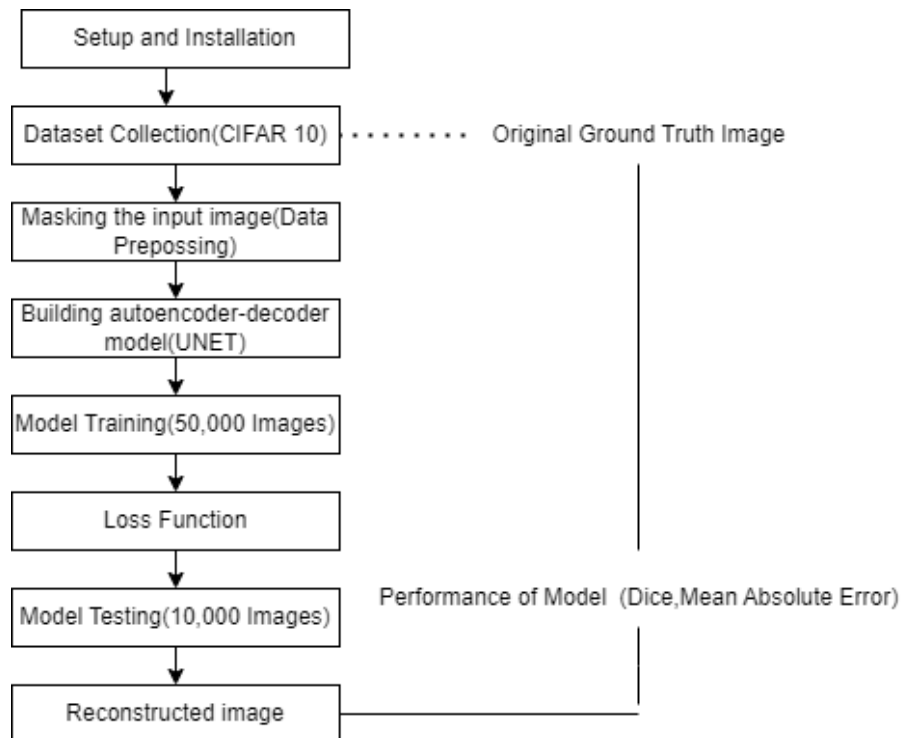 Setup and Installation
Dataset Collection(CIFAR 10)
Original Ground Truth Image
Masking the input image(Data
Prepossing)
Building autoencoder-decoder
model(UNET)
Model Training(50,000 Images)
Loss Function
Performance of Model (Dice,Mean Absolute Error)
Model Testing(10,000 Images)
Reconstructed image